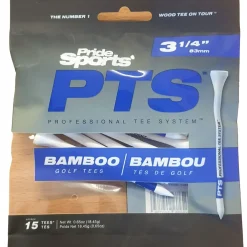 THE NUMBER 1 WOOD TEE ON TOUR
Pride
Sports
3 1/4"
83mm
PTS
PROFESSIONAL TEE SYSTEM
BAMBOO
GOLF TEES
BAMBOU
TÉS DE GOLF
15 TEES
TÉS